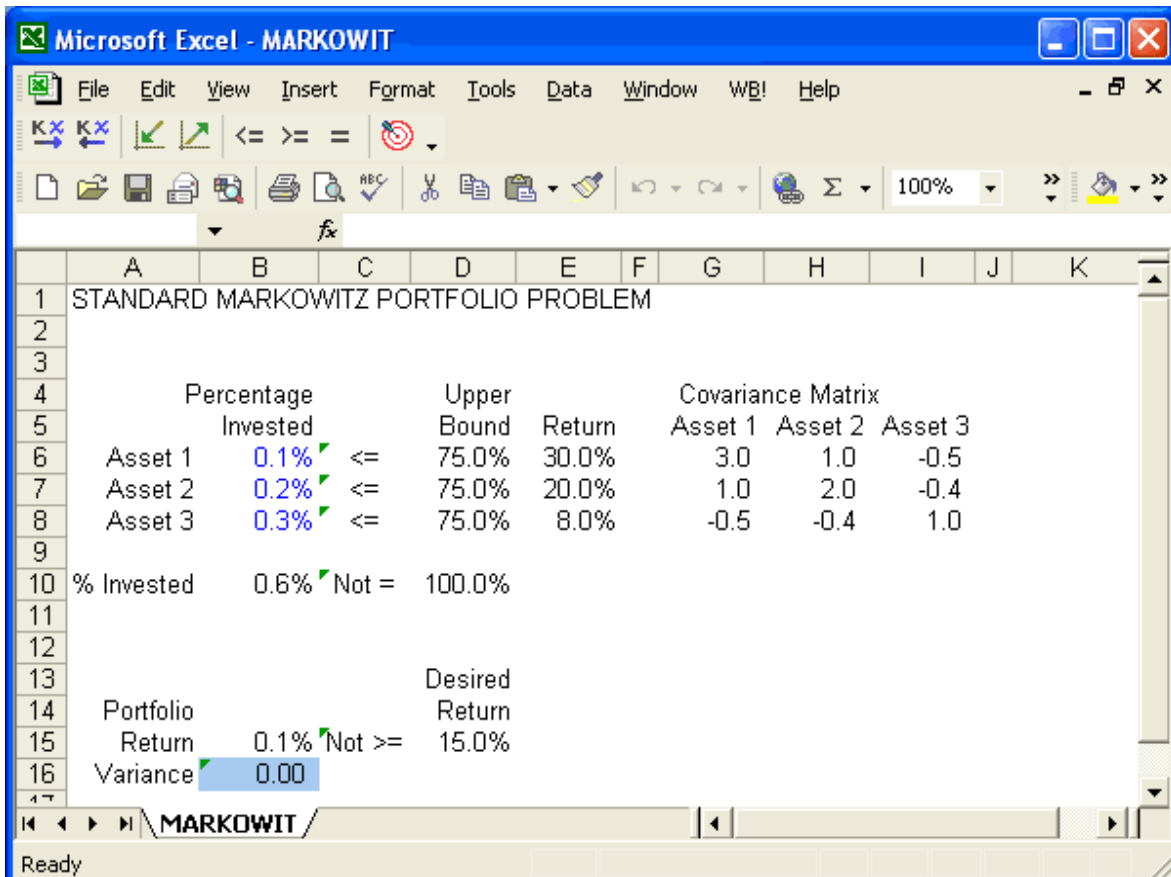 Microsoft Excel - MARKOWIT
File Edit View Insert Format Tools Data Window WB! Help
<= >= =
ABC Σ 100%
fx
A B C D E F G H I J K
1 STANDARD MARKOWITZ PORTFOLIO PROBLEM
2
3
4 Percentage Upper Covariance Matrix
5 Invested Bound Return Asset 1 Asset 2 Asset 3
6 Asset 1 0.1% <= 75.0% 30.0% 3.0 1.0 -0.5
7 Asset 2 0.2% <= 75.0% 20.0% 1.0 2.0 -0.4
8 Asset 3 0.3% <= 75.0% 8.0% -0.5 -0.4 1.0
9
10 % Invested 0.6% Not = 100.0%
11
12
13 Desired
14 Portfolio Return
15 Return 0.1% Not >= 15.0%
16 Variance 0.00
17
MARKOWIT
Ready